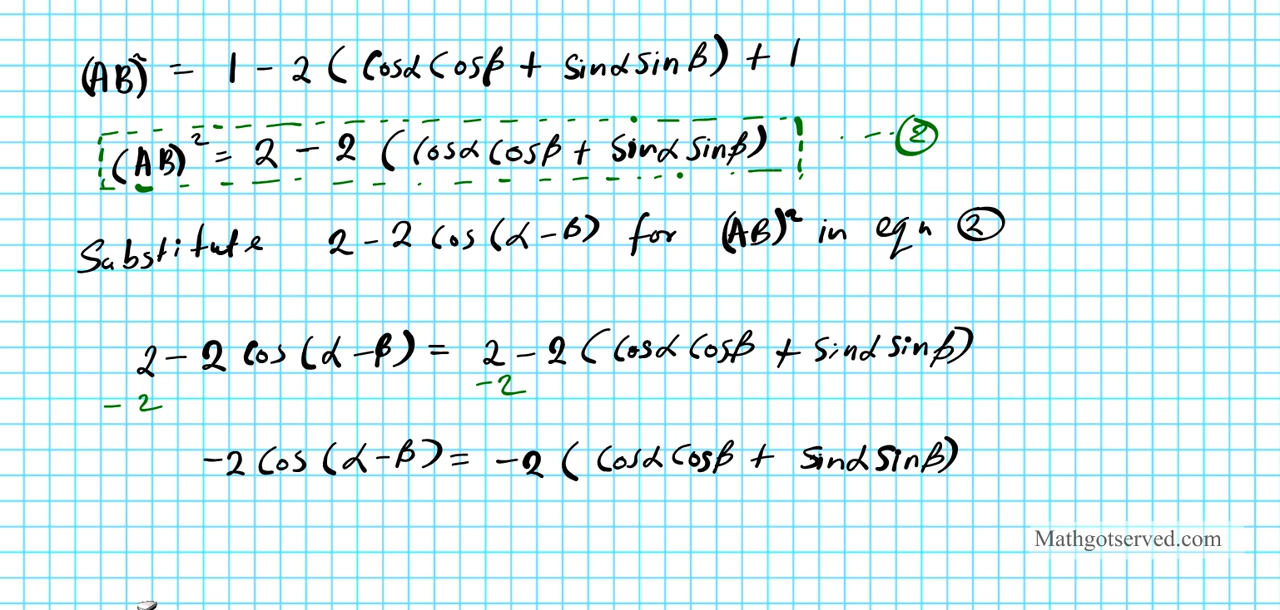 (AB)² = 1 - 2 (cosα cosβ + sinα sinβ) + 1
(AB)² = 2 - 2 (cosα cosβ + sinα sinβ) ---②
Substitute 2 - 2 cos (α - β) for (AB)² in eqn ②
2 - 2 cos (α - β) = 2 - 2 (cosα cosβ + sinα sinβ)
-2 -2
-2 cos (α - β) = -2 (cosα cosβ + sinα sinβ)
Mathgotserved.com